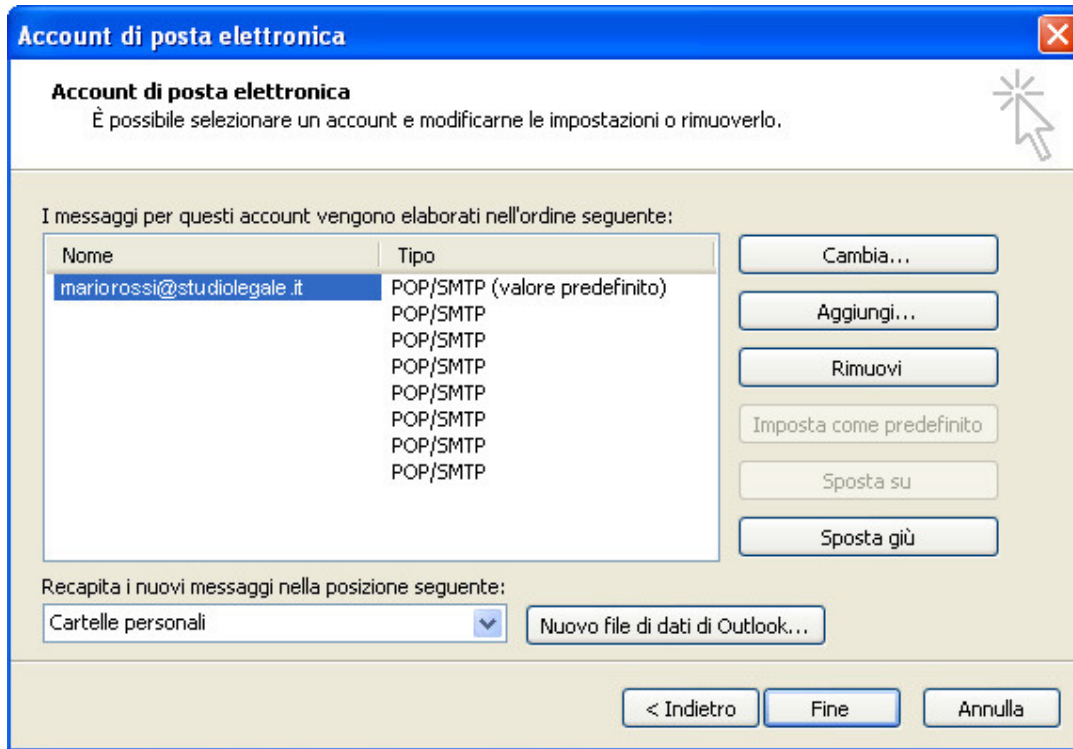 Account di posta elettronica
Account di posta elettronica
È possibile selezionare un account e modificarne le impostazioni o rimuoverlo.
I messaggi per questi account vengono elaborati nell'ordine seguente:
Nome Tipo
mariorossi@studiolegale.it POP/SMTP (valore predefinito)
POP/SMTP
POP/SMTP
POP/SMTP
POP/SMTP
POP/SMTP
POP/SMTP
POP/SMTP
Cambia...
Aggiungi...
Rimuovi
Imposta come predefinito
Sposta su
Sposta giù
Recapita i nuovi messaggi nella posizione seguente:
Cartelle personali
Nuovo file di dati di Outlook...
< Indietro
Fine
Annulla